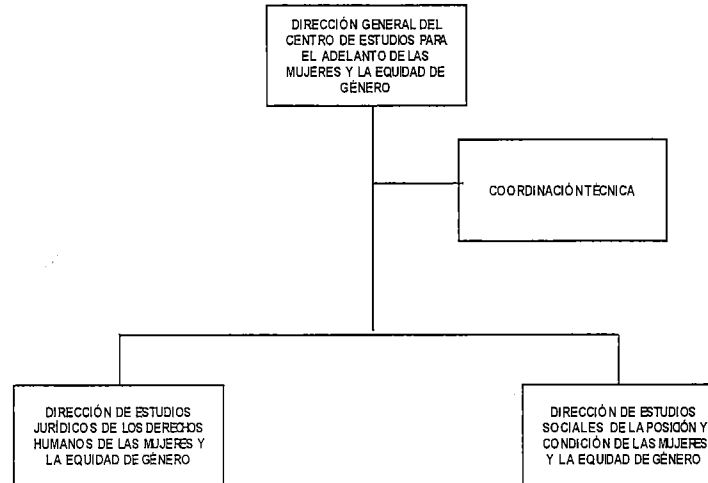 DIRECCIÓN GENERAL DEL
CENTRO DE ESTUDIOS PARA
EL ADELANTO DE LAS
MUJERES Y LA EQUIDAD DE
GÉNERO
COORDINACIÓN TÉCNICA
DIRECCIÓN DE ESTUDIOS
JURÍDICOS DE LOS DERECHOS
HUMANOS DE LAS MUJERES Y
LA EQUIDAD DE GÉNERO
DIRECCIÓN DE ESTUDIOS
SOCIALES DE LA POSICIÓN Y
CONDICIÓN DE LAS MUJERES
Y LA EQUIDAD DE GÉNERO